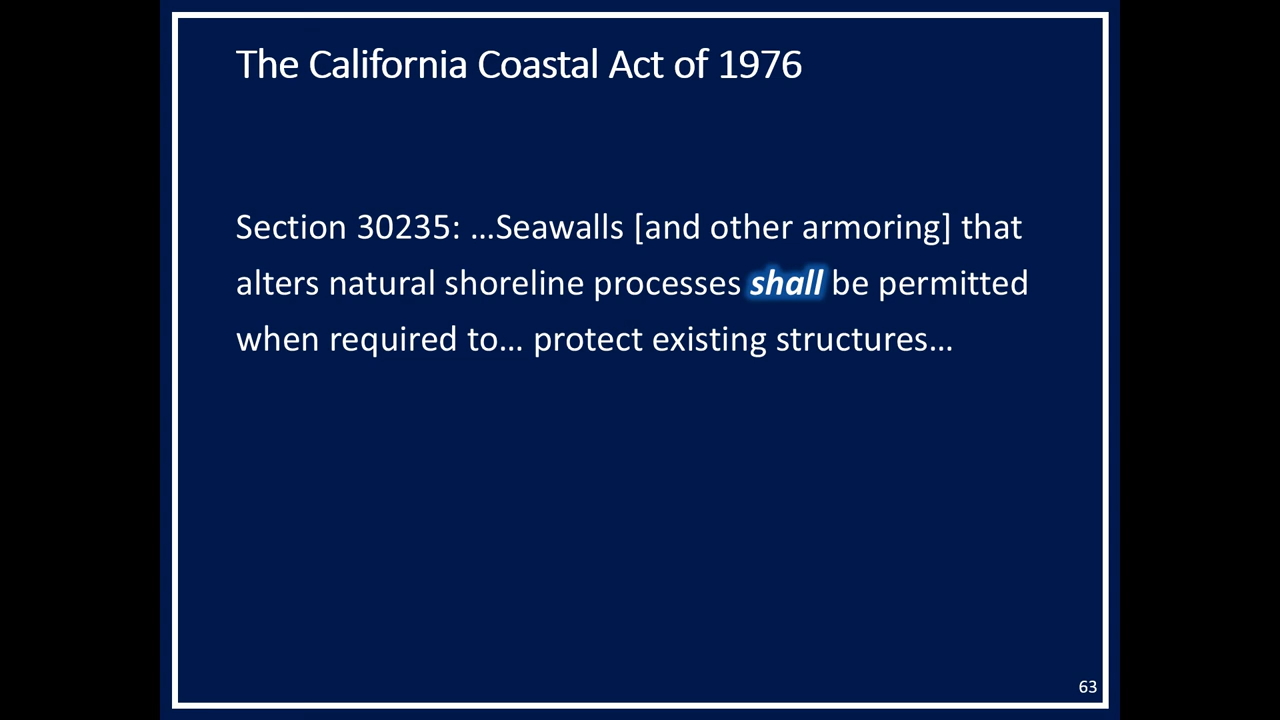 The California Coastal Act of 1976
Section 30235: ...Seawalls [and other armoring] that
alters natural shoreline processes shall be permitted
when required to... protect existing structures...
63